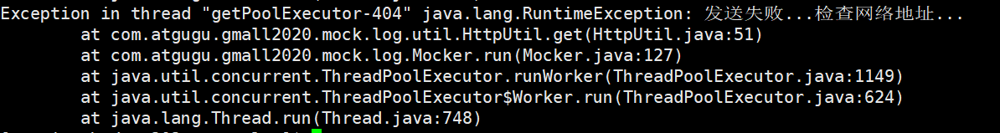 Exception in thread "getPoolExecutor-404" java.lang.RuntimeException: 发送失败...检查网络地址...
at com.atgugu.gmall2020.mock.log.util.HttpUtil.get(HttpUtil.java:51)
at com.atgugu.gmall2020.mock.log.Mocker.run(Mocker.java:127)
at java.util.concurrent.ThreadPoolExecutor.runWorker(ThreadPoolExecutor.java:1149)
at java.util.concurrent.ThreadPoolExecutor$Worker.run(ThreadPoolExecutor.java:624)
at java.lang.Thread.run(Thread.java:748)